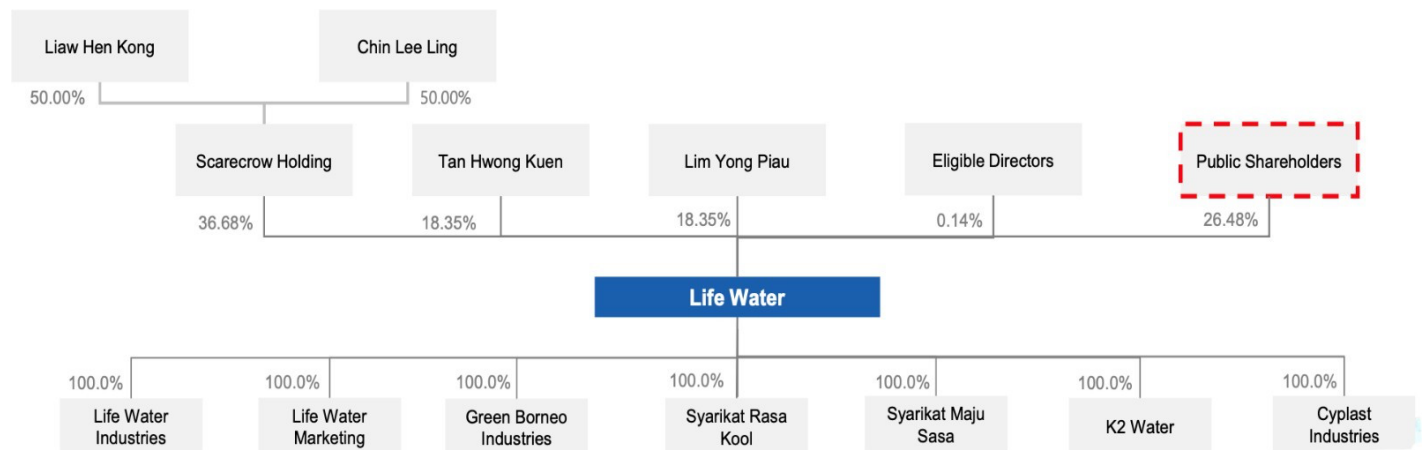 Liaw Hen Kong
Chin Lee Ling
50.00%
50.00%
Scarecrow Holding
Tan Hwong Kuen
Lim Yong Piau
Eligible Directors
Public Shareholders
36.68%
18.35%
18.35%
0.14%
26.48%
Life Water
100.0%
100.0%
100.0%
100.0%
100.0%
100.0%
100.0%
Life Water
Industries
Life Water
Marketing
Green Borneo
Industries
Syarikat Rasa
Kool
Syarikat Maju
Sasa
K2 Water
Cyplast
Industries